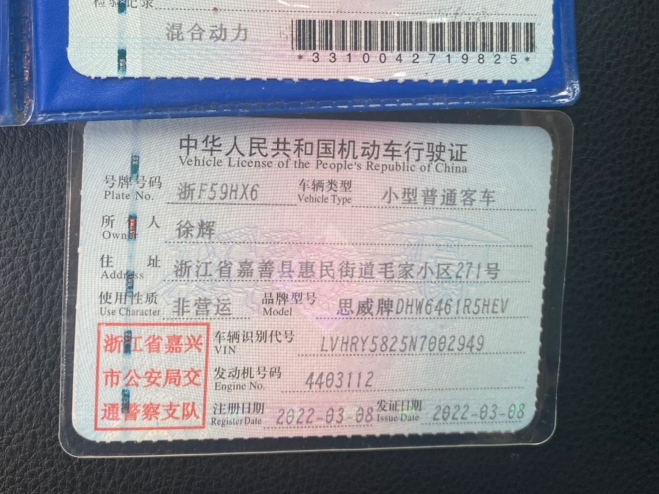 检验记录
混合动力
*3310042719825*
中华人民共和国机动车行驶证
Vehicle License of the People's Republic of China
号牌号码 浙F59HX6 车辆类型 小型普通客车
Plate No. Vehicle Type
所有人 徐辉
Owner
住址 浙江省嘉善县惠民街道毛家小区271号
Address
使用性质 非营运 品牌型号 思威牌DHW6461R5HEV
Use Character Model
浙江省嘉兴
市公安局交
通警察支队
车辆识别代号 LVHRY5825N7002949
VIN
发动机号码 4403112
Engine No.
注册日期 2022-03-08 发证日期 2022-03-08
Register Date Issue Date